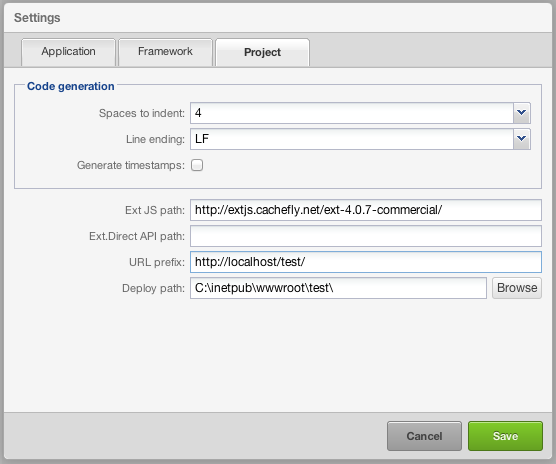 Settings
Application Framework Project
Code generation
Spaces to indent: 4
Line ending: LF
Generate timestamps:
Ext JS path: http://extjs.cachefly.net/ext-4.0.7-commercial/
Ext.Direct API path:
URL prefix: http://localhost/test/
Deploy path: C:\inetpub\wwwroot\test\ Browse
Cancel Save